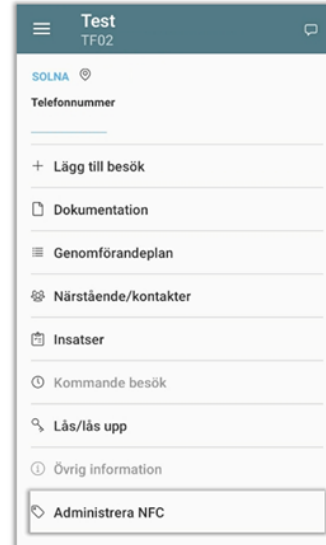 Test
TF02
SOLNA
Telefonnummer
Lägg till besök
Dokumentation
Genomförandeplan
Närstående/kontakter
Insatser
Kommande besök
Lås/lås upp
Övrig information
Administrera NFC